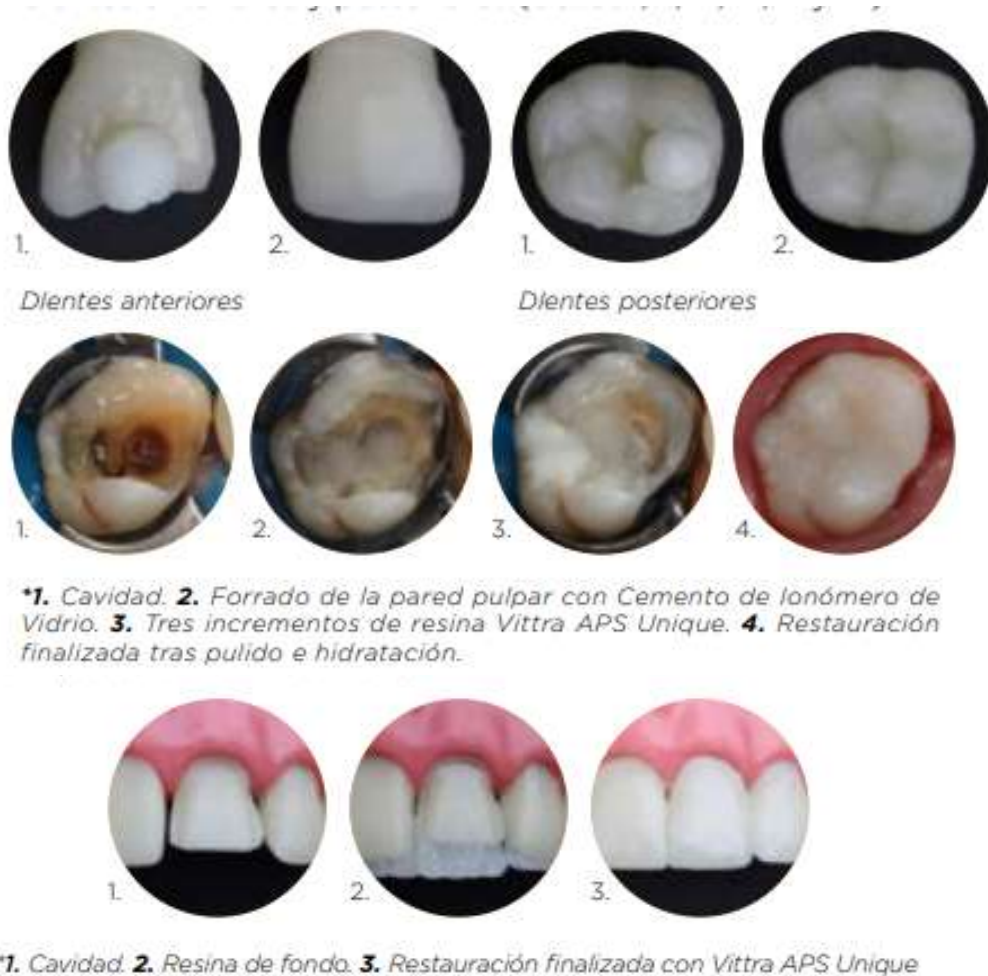 1. 2. 1. 2.
DIentes anteriores DIentes posteriores
1. 2. 3. 4.
*1. Cavidad. 2. Forrado de la pared pulpar con Cemento de Ionómero de
Vidrio. 3. Tres incrementos de resina Vittra APS Unique. 4. Restauración
finalizada tras pulido e hidratación.
1. 2. 3.
*1. Cavidad. 2. Resina de fondo. 3. Restauración finalizada con Vittra APS Unique